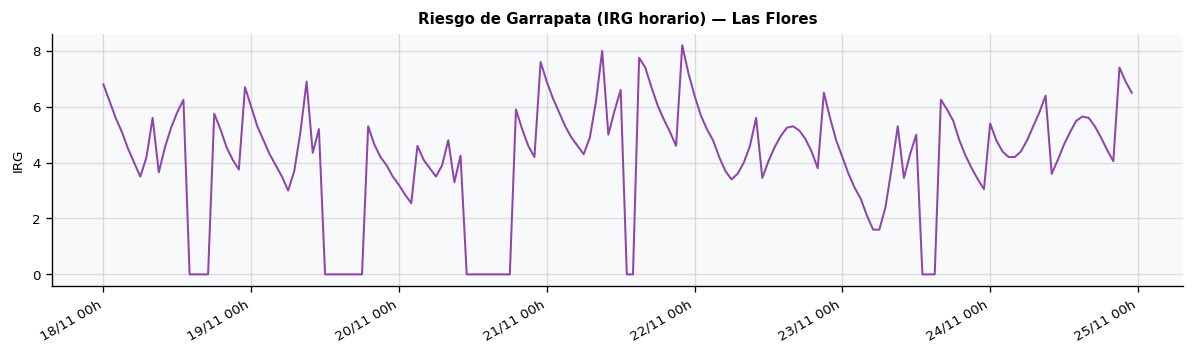 Riesgo de Garrapata (IRG horario) — Las Flores
IRG
8
6
4
2
0
18/11 00h
19/11 00h
20/11 00h
21/11 00h
22/11 00h
23/11 00h
24/11 00h
25/11 00h